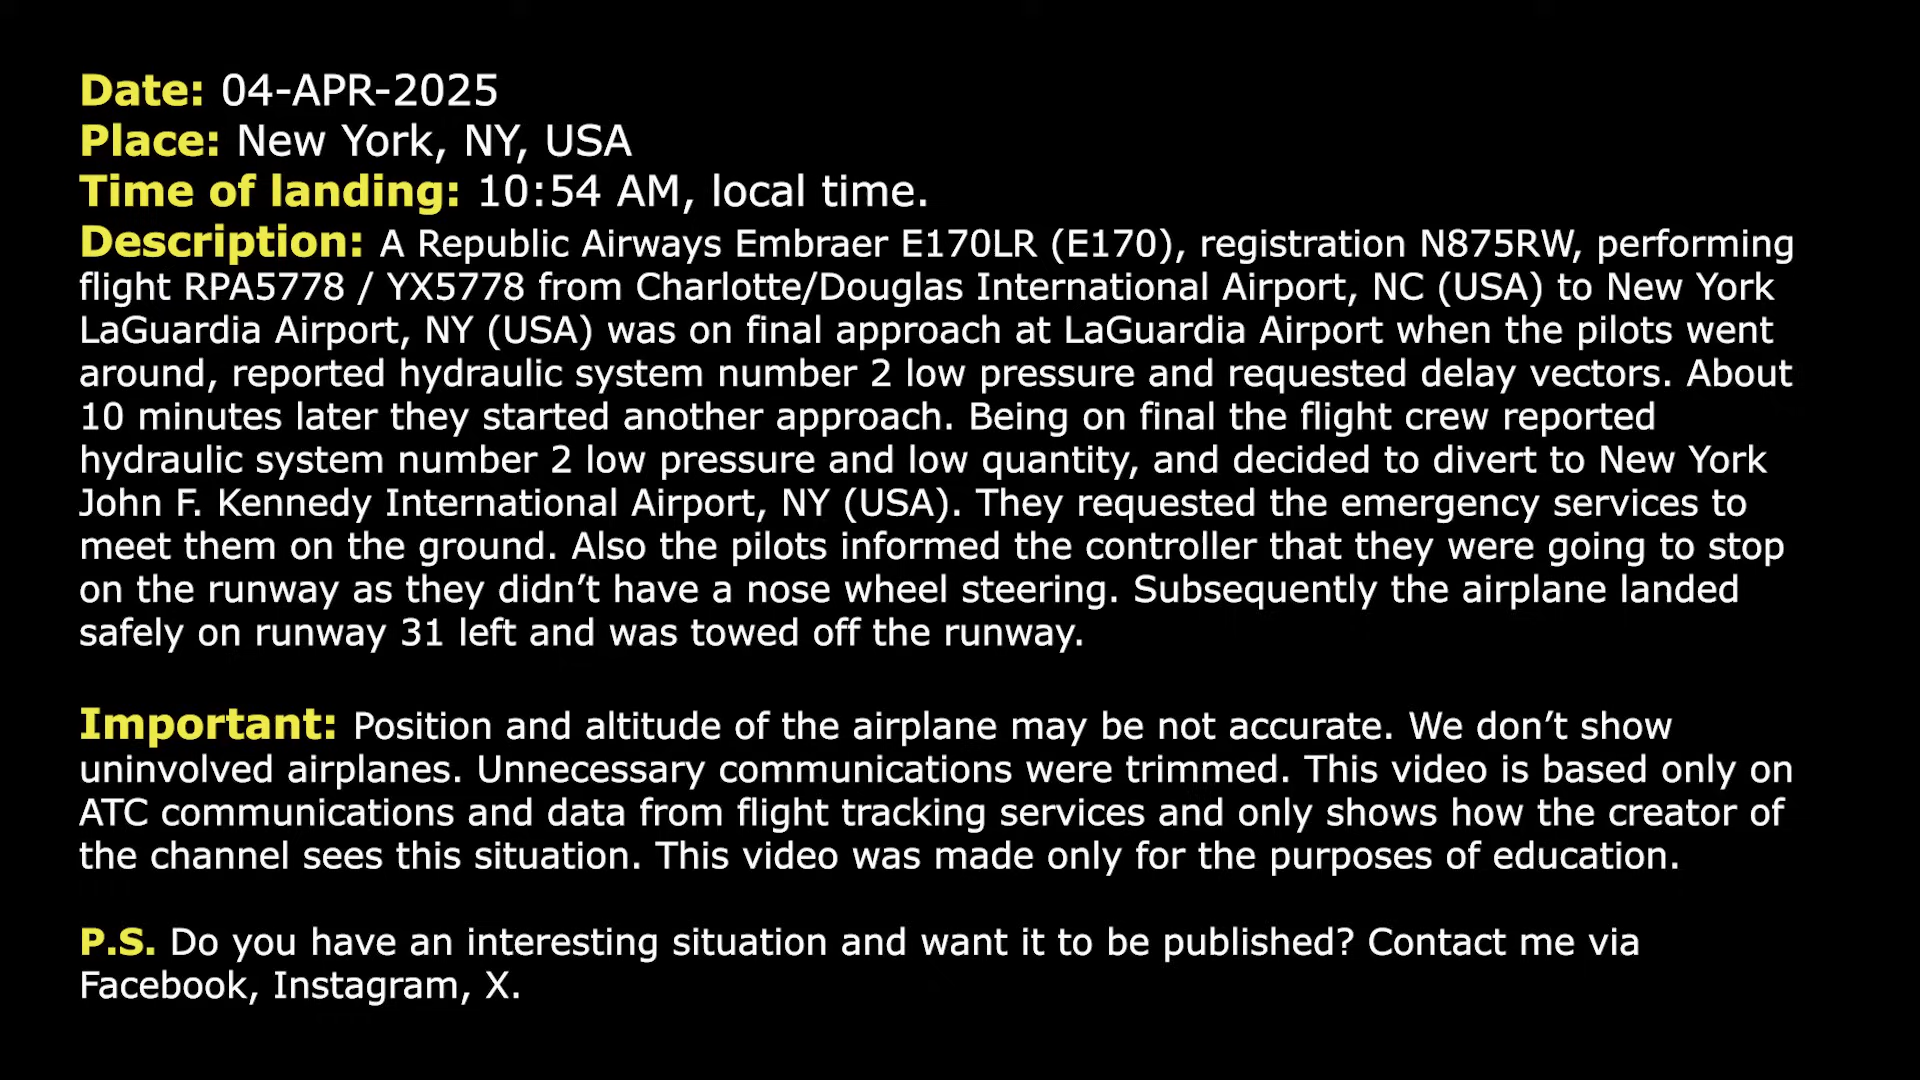 Date: 04-APR-2025
Place: New York, NY, USA
Time of landing: 10:54 AM, local time.
Description: A Republic Airways Embraer E170LR (E170), registration N875RW, performing
flight RPA5778 / YX5778 from Charlotte/Douglas International Airport, NC (USA) to New York
LaGuardia Airport, NY (USA) was on final approach at LaGuardia Airport when the pilots went
around, reported hydraulic system number 2 low pressure and requested delay vectors. About
10 minutes later they started another approach. Being on final the flight crew reported
hydraulic system number 2 low pressure and low quantity, and decided to divert to New York
John F. Kennedy International Airport, NY (USA). They requested the emergency services to
meet them on the ground. Also the pilots informed the controller that they were going to stop
on the runway as they didn’t have a nose wheel steering. Subsequently the airplane landed
safely on runway 31 left and was towed off the runway.
Important: Position and altitude of the airplane may be not accurate. We don’t show
uninvolved airplanes. Unnecessary communications were trimmed. This video is based only on
ATC communications and data from flight tracking services and only shows how the creator of
the channel sees this situation. This video was made only for the purposes of education.
P.S. Do you have an interesting situation and want it to be published? Contact me via
Facebook, Instagram, X.